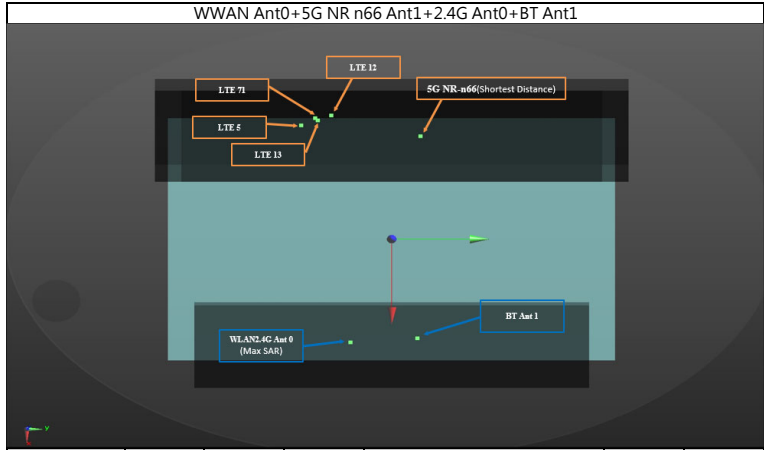 WWAN Ant0+5G NR n66 Ant1+2.4G Ant0+BT Ant1
LTE 12
LTE 71
5G NR-n66(Shortest Distance)
LTE 5
LTE 13
BT Ant 1
WLAN2.4G Ant 0
(Max SAR)
Y